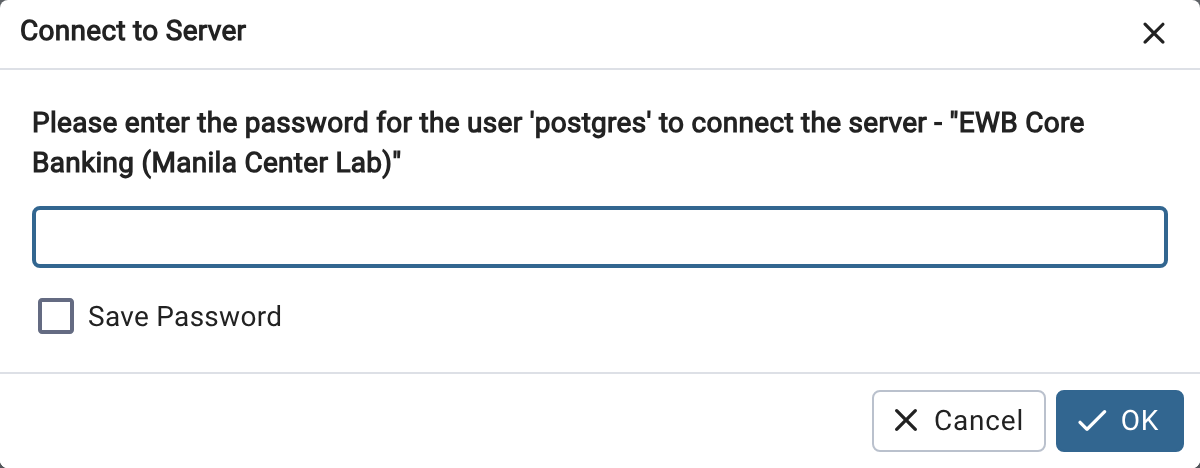 Connect to Server
Please enter the password for the user 'postgres' to connect the server - "EWB Core
Banking (Manila Center Lab)"
Save Password
Cancel
OK